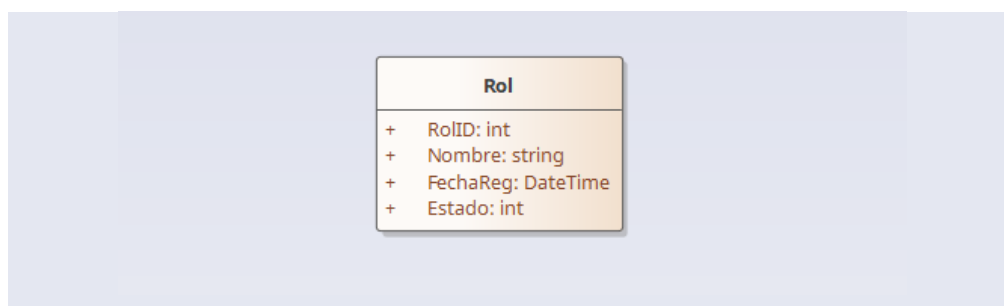 Rol
+ RolID: int
+ Nombre: string
+ FechaReg: DateTime
+ Estado: int